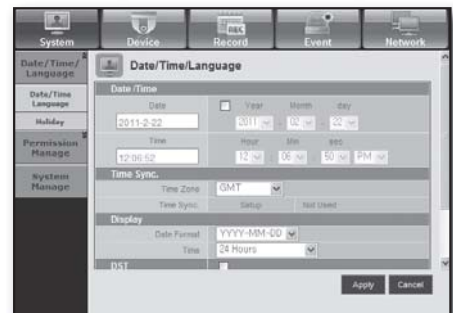 System Device Record Event Network
Date/Time/
Language
Date/Time/Language
Date/Time
Language
Holiday
Permission
Manage
System
Manage
Date /Time
Date Year Month day
2011-2-22 2011 . 02 . 22
Time Hour Min sec
12:06:52 12 : 06 : 50 PM
Time Sync.
Time Zone GMT
Time Sync. Setup Not Used
Display
Date Format YYYY-MM-DD
Time 24 Hours
DST
Apply Cancel